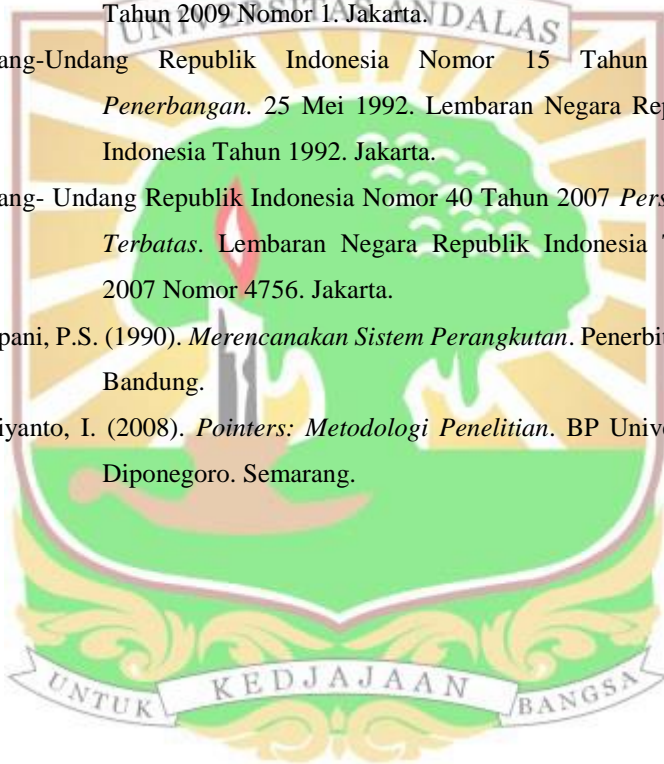 Tahun 2009 Nomor 1. Jakarta.
UNIVERSITAS ANDALAS
ang-Undang Republik Indonesia Nomor 15 Tahun
Penerbangan. 25 Mei 1992. Lembaran Negara Rep
Indonesia Tahun 1992. Jakarta.
ang- Undang Republik Indonesia Nomor 40 Tahun 2007 Pers
Terbatas. Lembaran Negara Republik Indonesia T
2007 Nomor 4756. Jakarta.
pani, P.S. (1990). Merencanakan Sistem Perangkutan. Penerbit
Bandung.
iyanto, I. (2008). Pointers: Metodologi Penelitian. BP Unive
Diponegoro. Semarang.
UNTUK KEDJAJAAN BANGSA